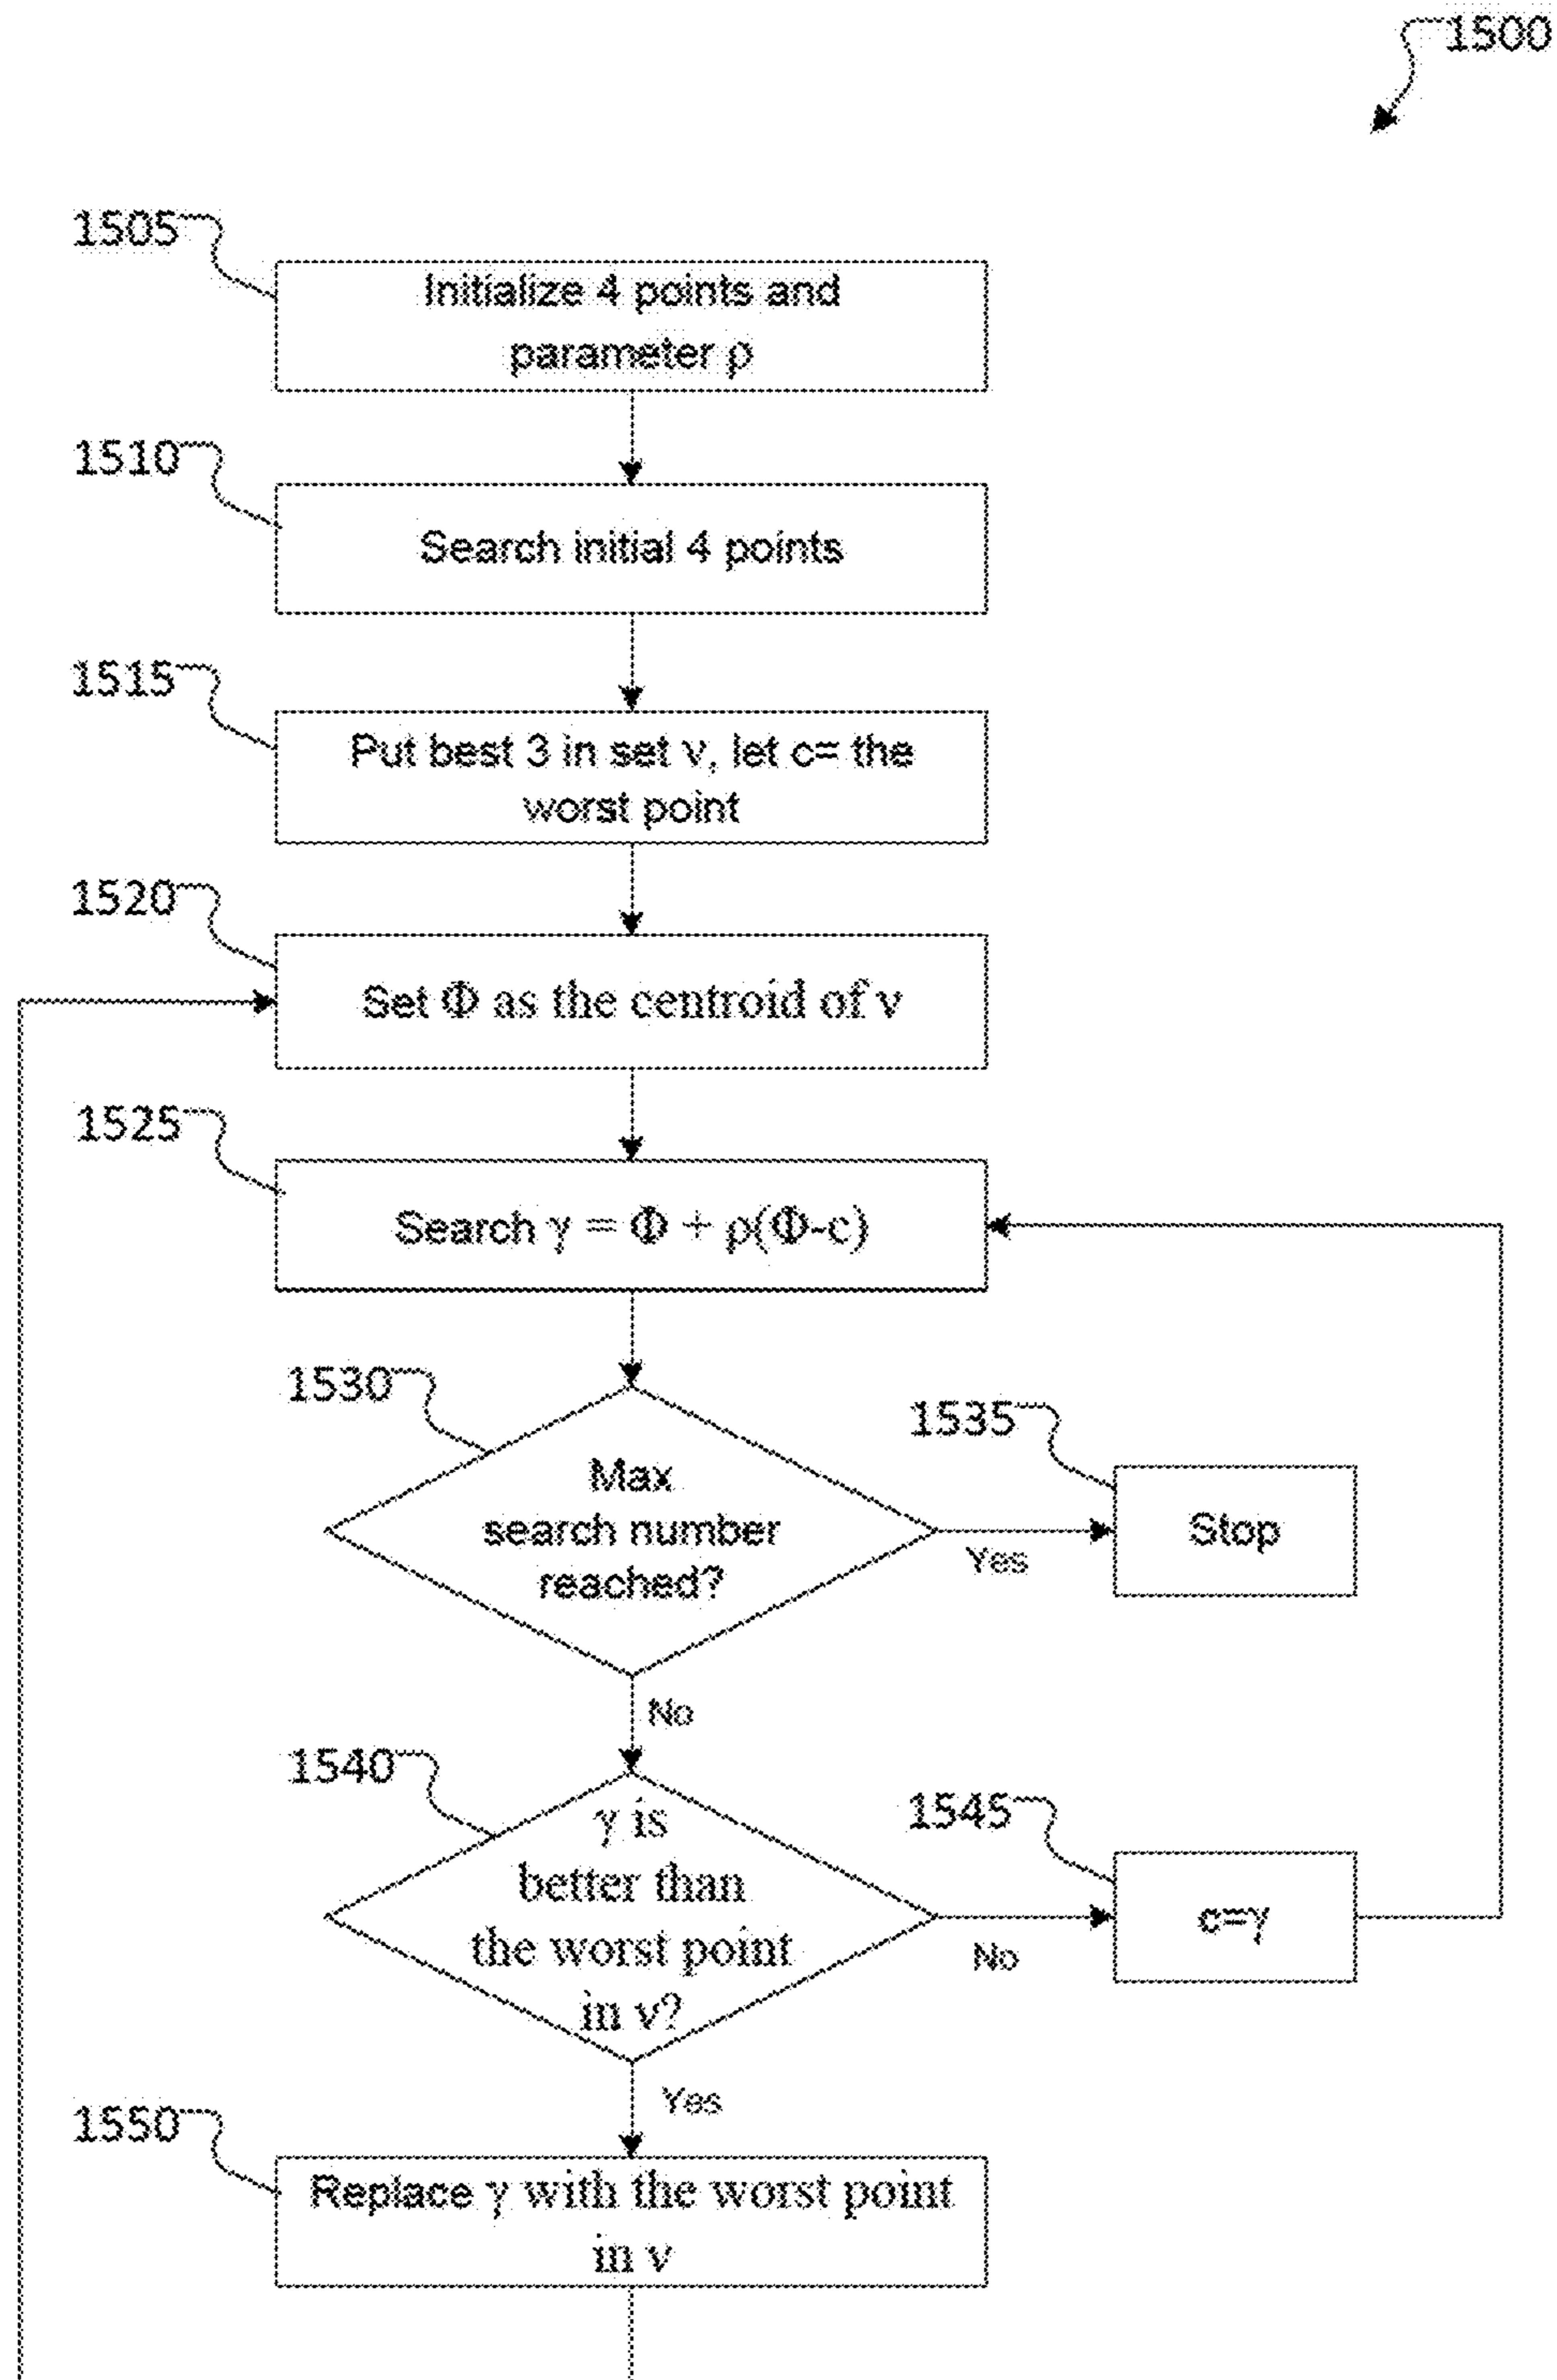 1500
1505
Initialize 4 points and
parameter ρ
1510
Search initial 4 points
1515
Put best 3 in set ν, let c= the
worst point
1520
Set Φ as the centroid of ν
1525
Search γ = Φ + ρ(Φ-c)
1530
Max
search number
reached?
Yes
1535
Stop
No
1540
γ is
better than
the worst point
in ν?
No
1545
c=γ
Yes
1550
Replace γ with the worst point
in ν